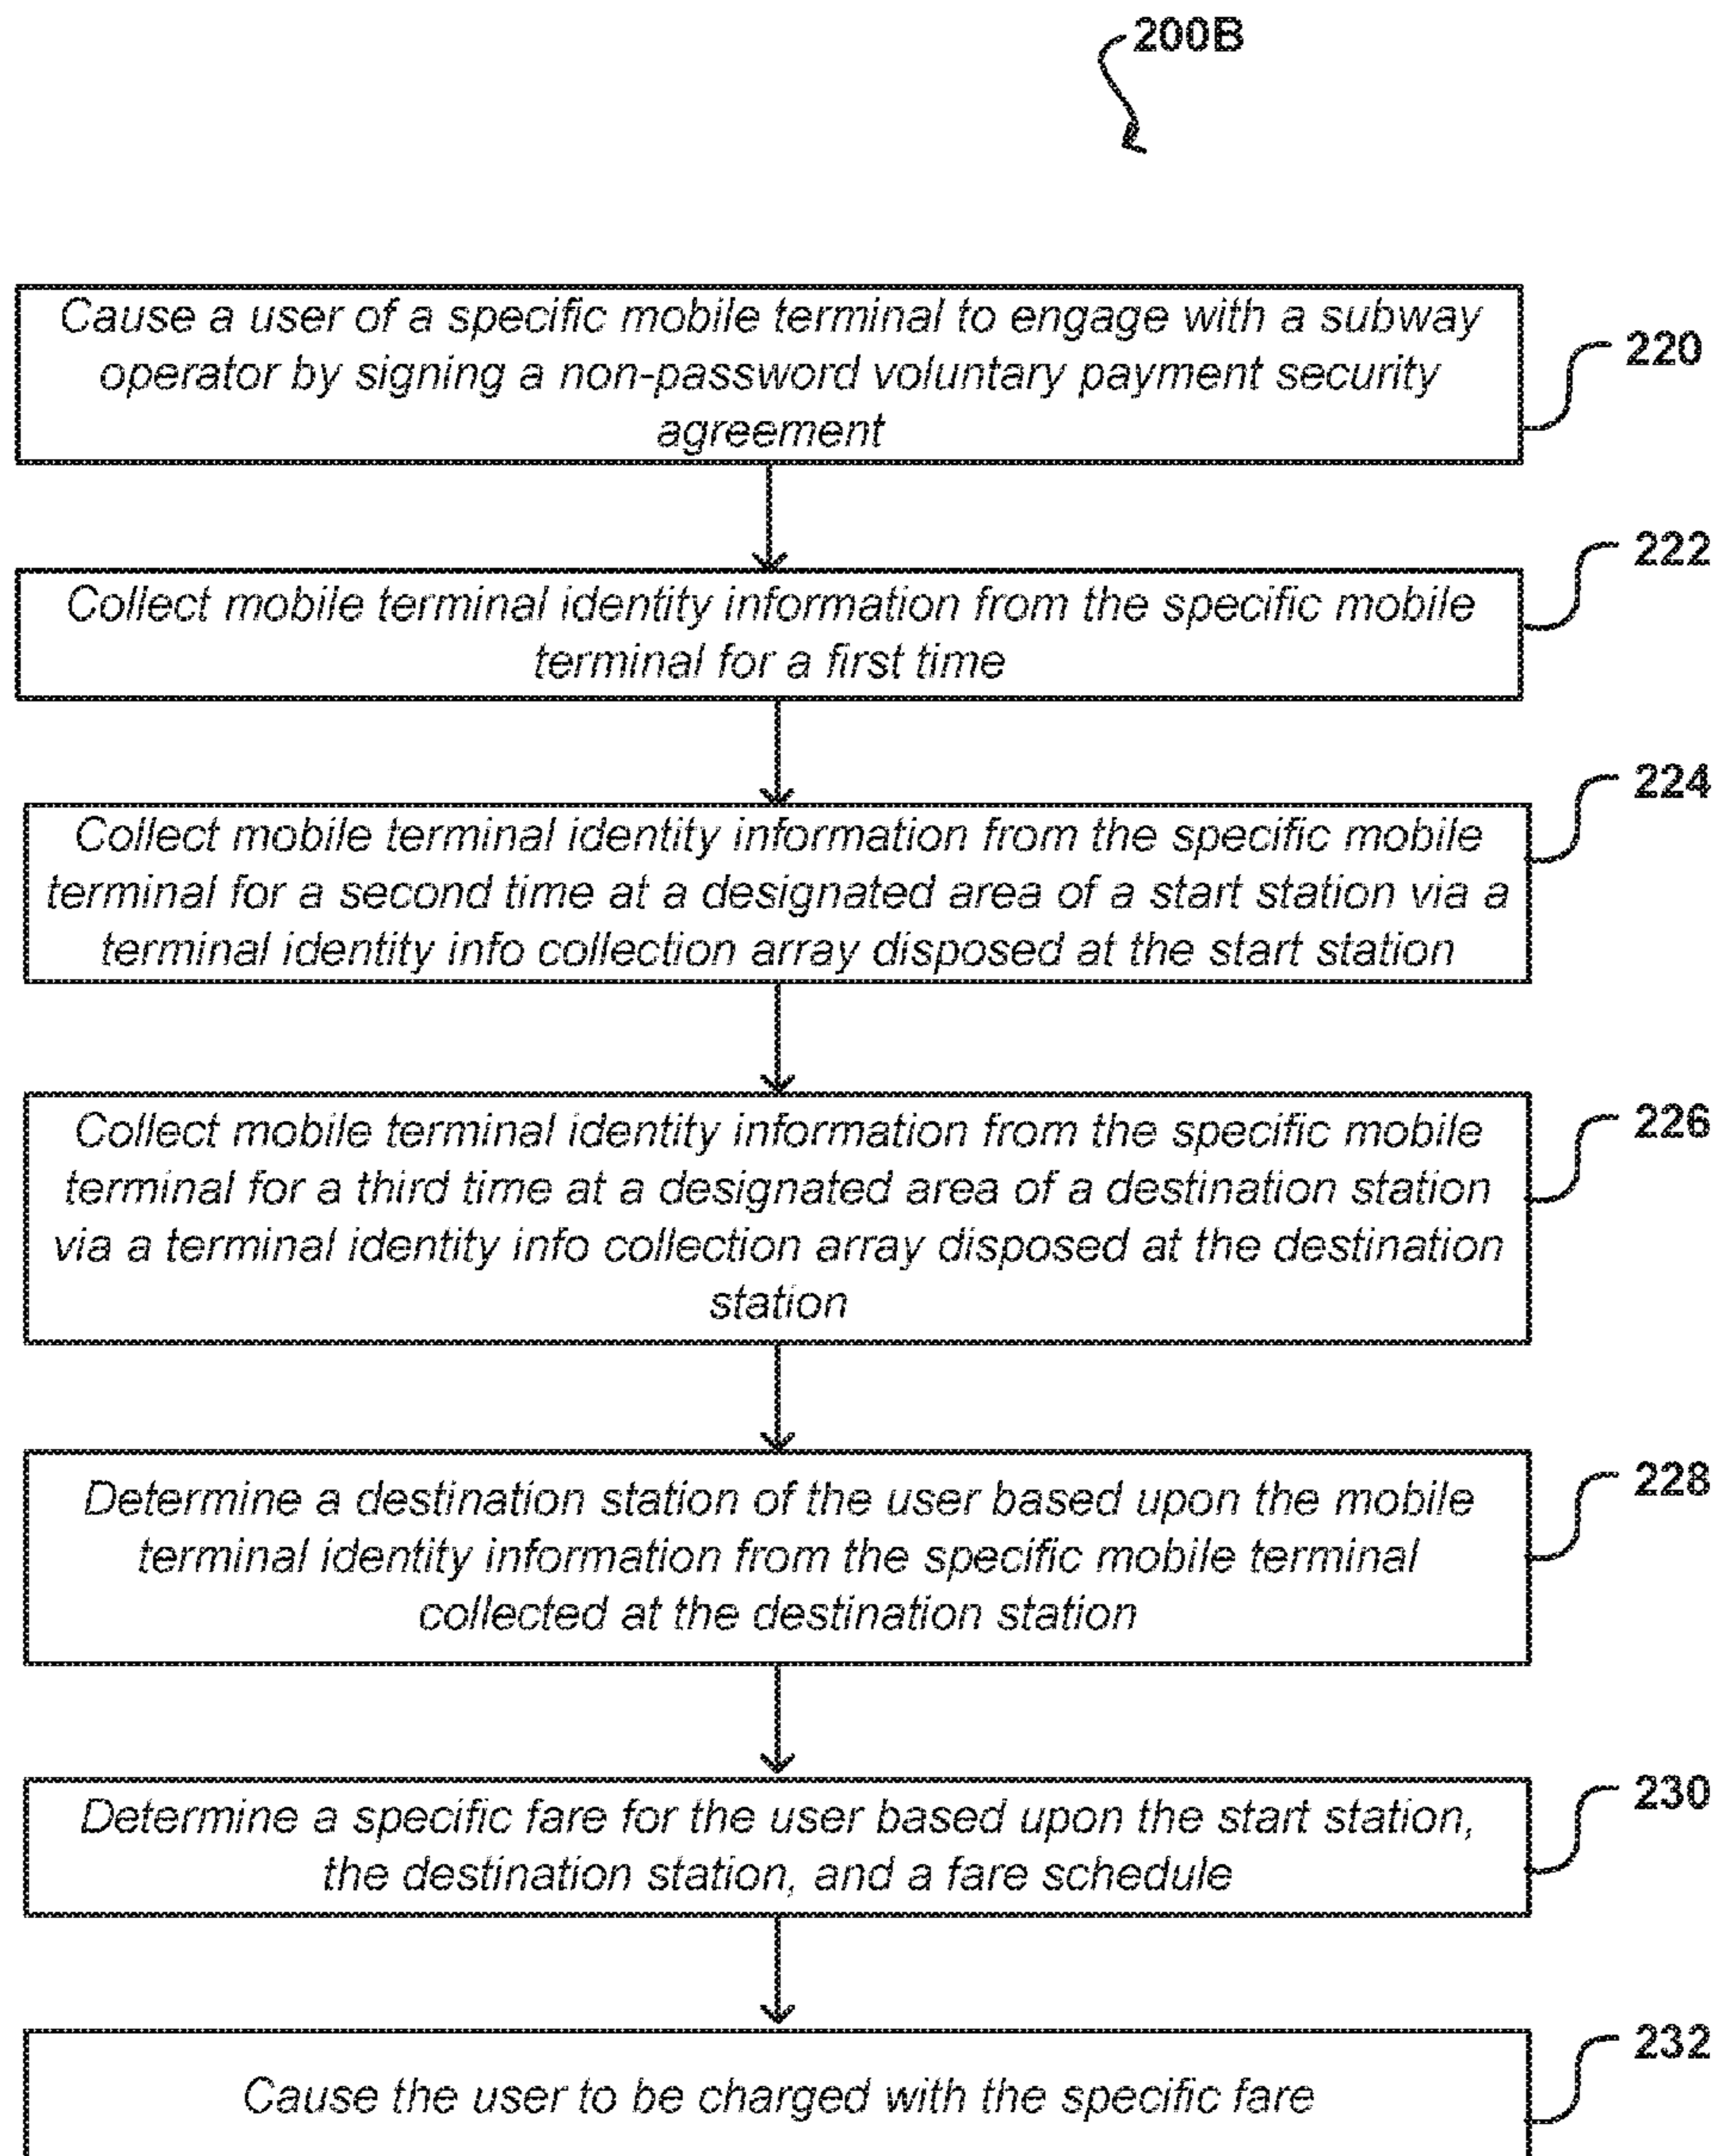 200B
Cause a user of a specific mobile terminal to engage with a subway
operator by signing a non-password voluntary payment security
agreement
220
222
Collect mobile terminal identity information from the specific mobile
terminal for a first time
224
Collect mobile terminal identity information from the specific mobile
terminal for a second time at a designated area of a start station via a
terminal identity info collection array disposed at the start station
226
Collect mobile terminal identity information from the specific mobile
terminal for a third time at a designated area of a destination station
via a terminal identity info collection array disposed at the destination
station
228
Determine a destination station of the user based upon the mobile
terminal identity information from the specific mobile terminal
collected at the destination station
230
Determine a specific fare for the user based upon the start station,
the destination station, and a fare schedule
232
Cause the user to be charged with the specific fare